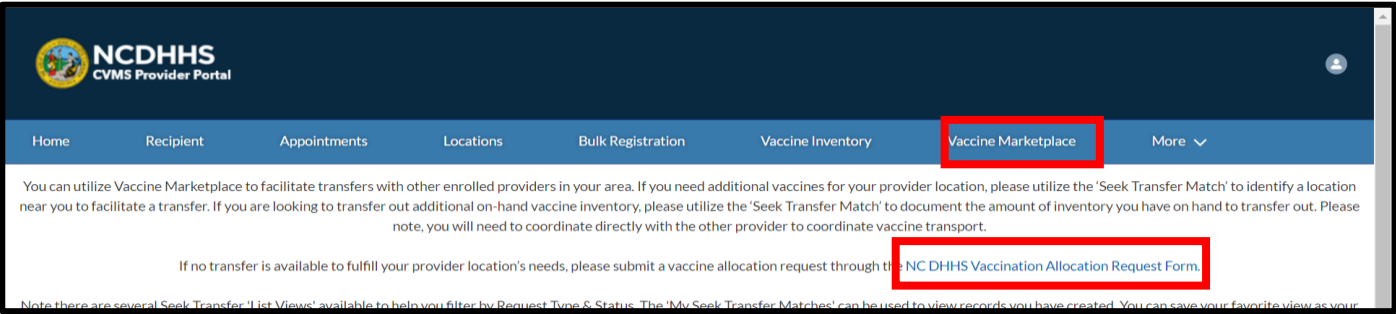 NCDHHS
CVMS Provider Portal
Home Recipient Appointments Locations Bulk Registration Vaccine Inventory Vaccine Marketplace More
You can utilize Vaccine Marketplace to facilitate transfers with other enrolled providers in your area. If you need additional vaccines for your provider location, please utilize the 'Seek Transfer Match' to identify a location
near you to facilitate a transfer. If you are looking to transfer out additional on-hand vaccine inventory, please utilize the 'Seek Transfer Match' to document the amount of inventory you have on hand to transfer out. Please
note, you will need to coordinate directly with the other provider to coordinate vaccine transport.
If no transfer is available to fulfill your provider location's needs, please submit a vaccine allocation request through the NC DHHS Vaccination Allocation Request Form.
Note there are several Seek Transfer 'List Views' available to help you filter by Request Type & Status. The 'My Seek Transfer Matches' can be used to view records you have created. You can save your favorite view as your